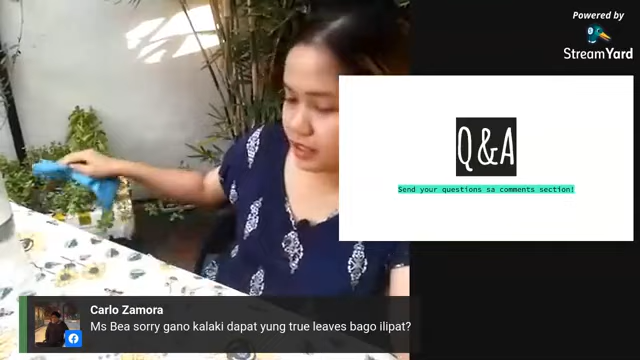 Powered by
StreamYard
Q&A
Send your questions sa comments section!
Carlo Zamora
Ms Bea sorry gano kalaki dapat yung true leaves bago ilipat?